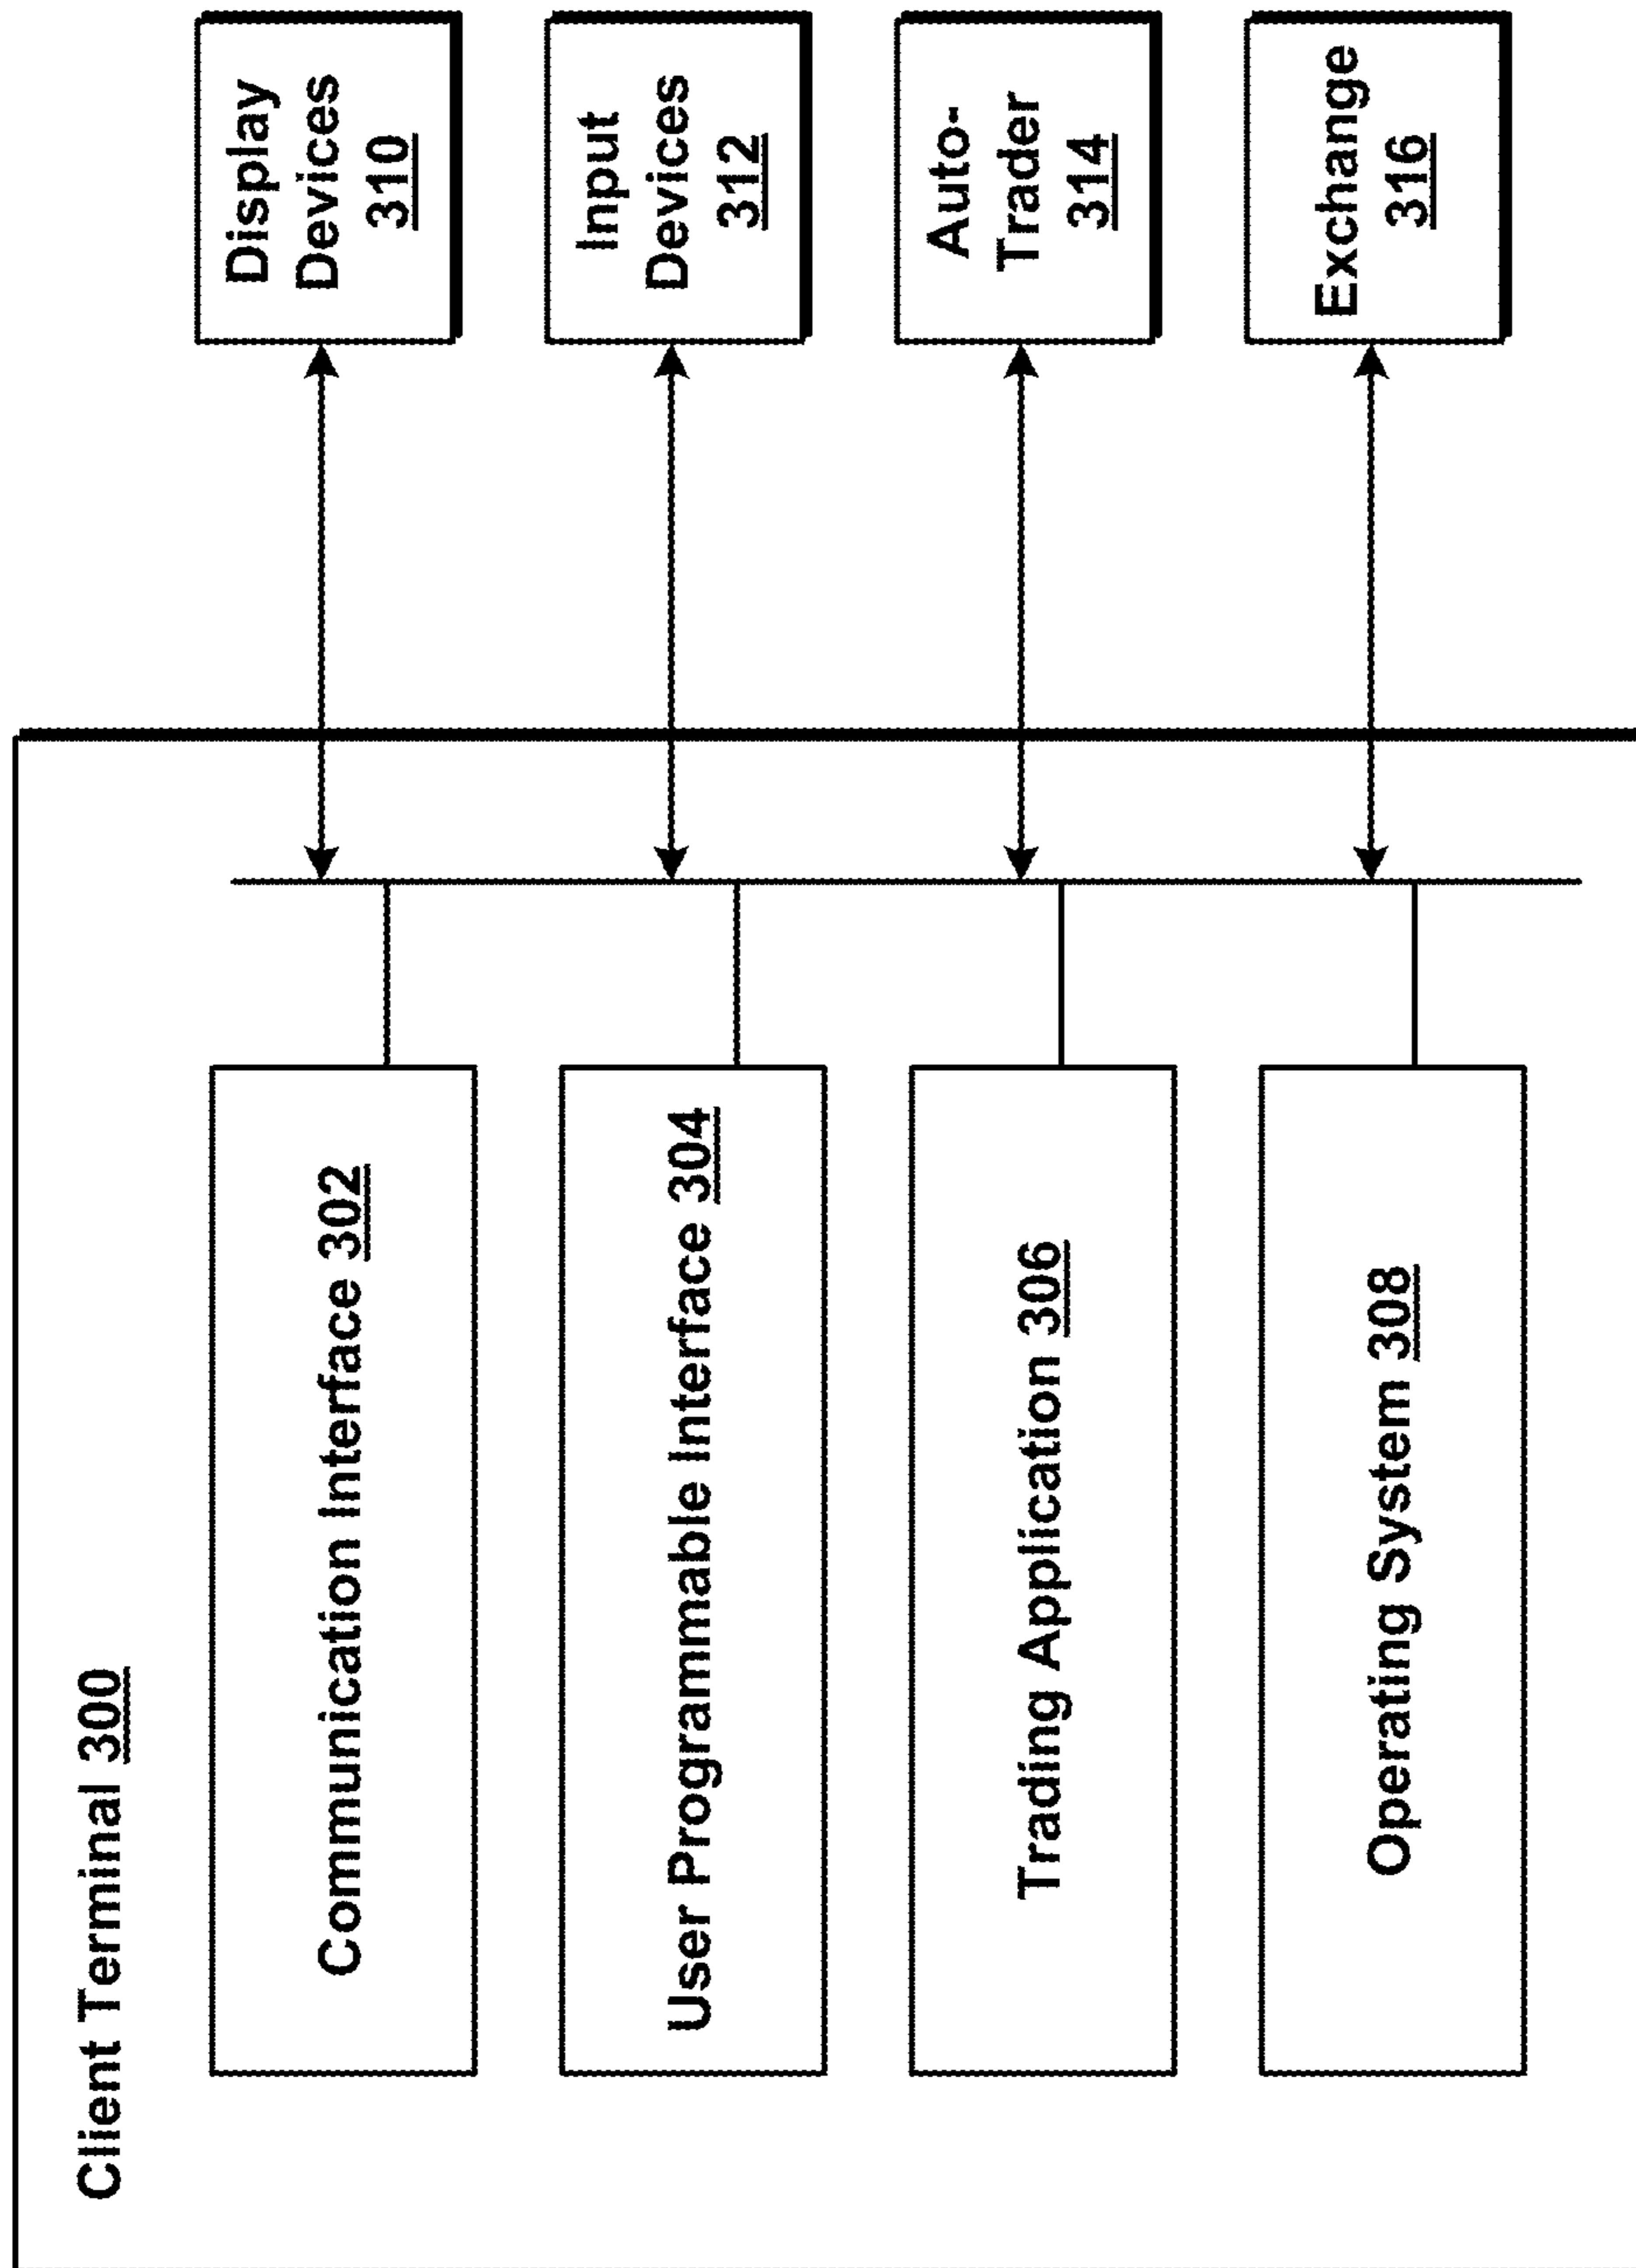 Client Terminal 300
Communication Interface 302
User Programmable Interface 304
Trading Application 306
Operating System 308
Display
Devices
310
Input
Devices
312
Auto-
Trader
314
Exchange
316